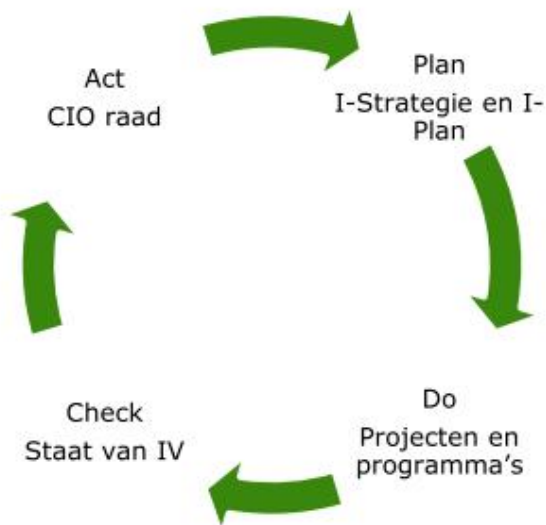 Act
CIO raad
Plan
I-Strategie en I-
Plan
Do
Projecten en
programma's
Check
Staat van IV